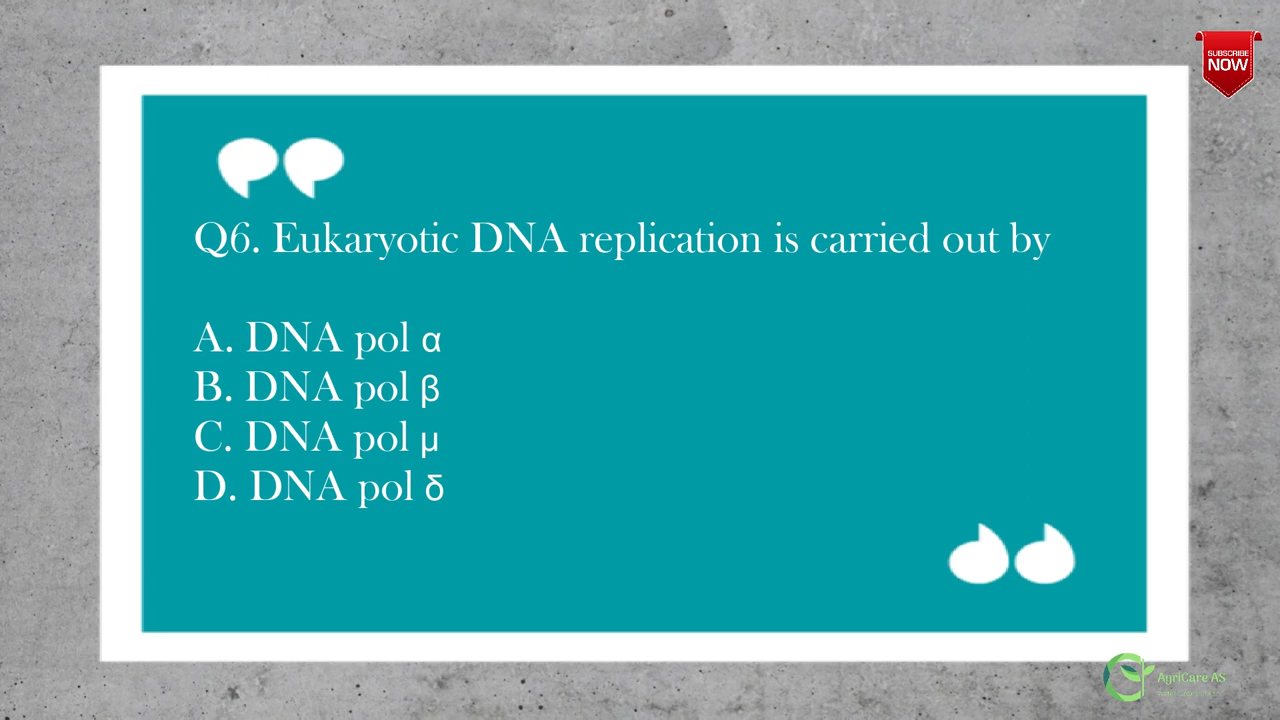 SUBSCRIBE
NOW
Q6. Eukaryotic DNA replication is carried out by
A. DNA pol α
B. DNA pol β
C. DNA pol μ
D. DNA pol δ
AgriCare AS